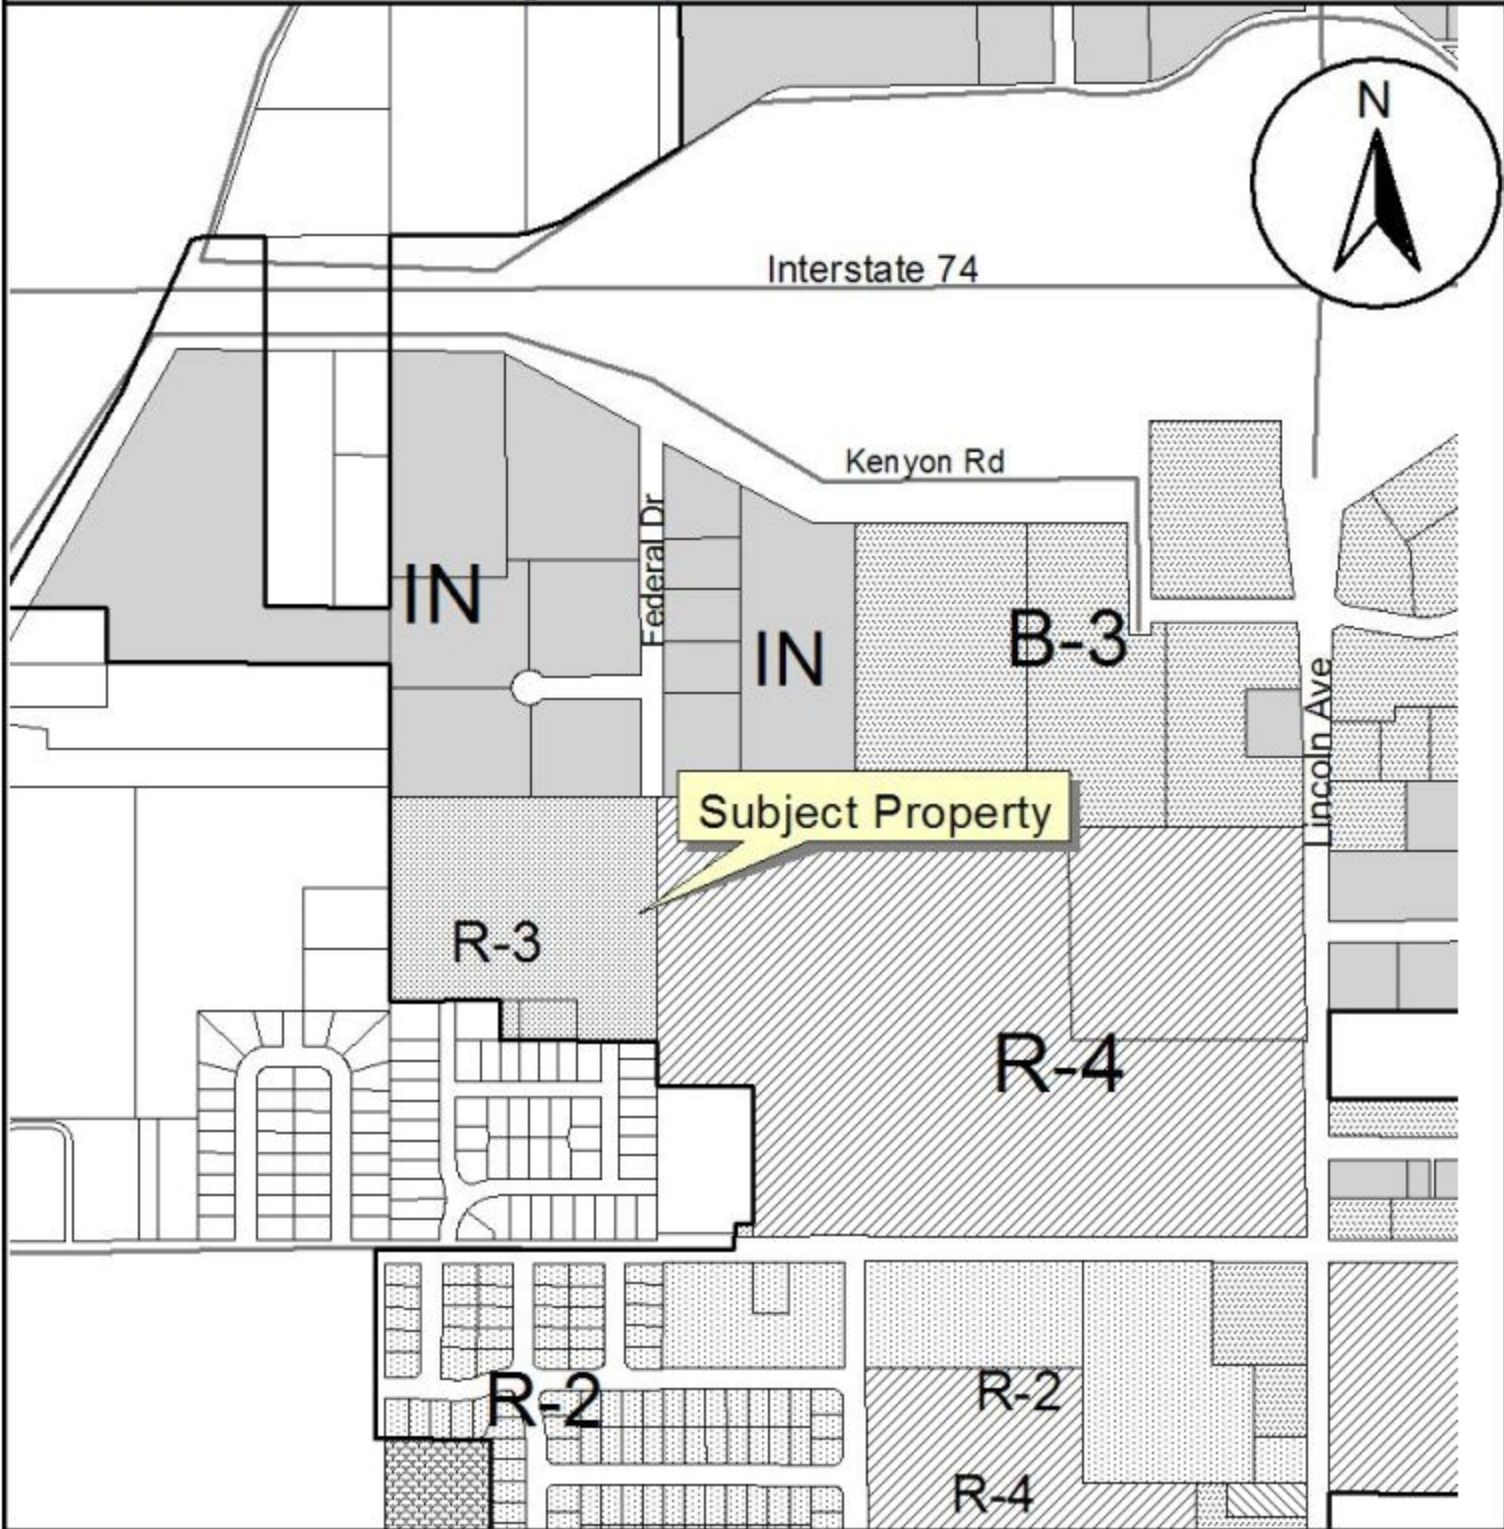 N
Interstate 74
Kenyon Rd
Federal Dr
IN
IN
B-3
Lincoln Ave
Subject Property
R-3
R-4
R-2
R-2
R-4